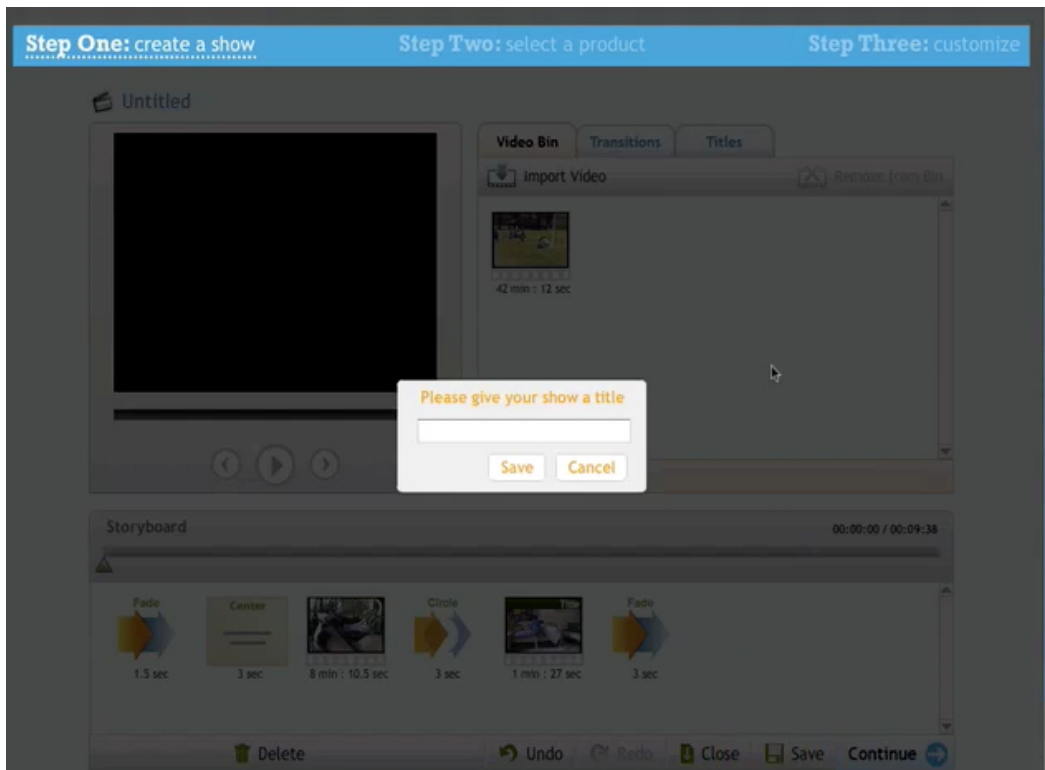 Step One: create a show
Step Two: select a product
Step Three: customize
Untitled
Video Bin
Transitions
Titles
Import Video
Remove from Bin
42 min : 12 sec
Please give your show a title
Save
Cancel
Storyboard
00:00:00 / 00:09:38
Fade
Center
Circle
Title
Fade
1.5 sec
3 sec
8 min : 10.5 sec
3 sec
1 min : 27 sec
3 sec
Delete
Undo
Redo
Close
Save
Continue